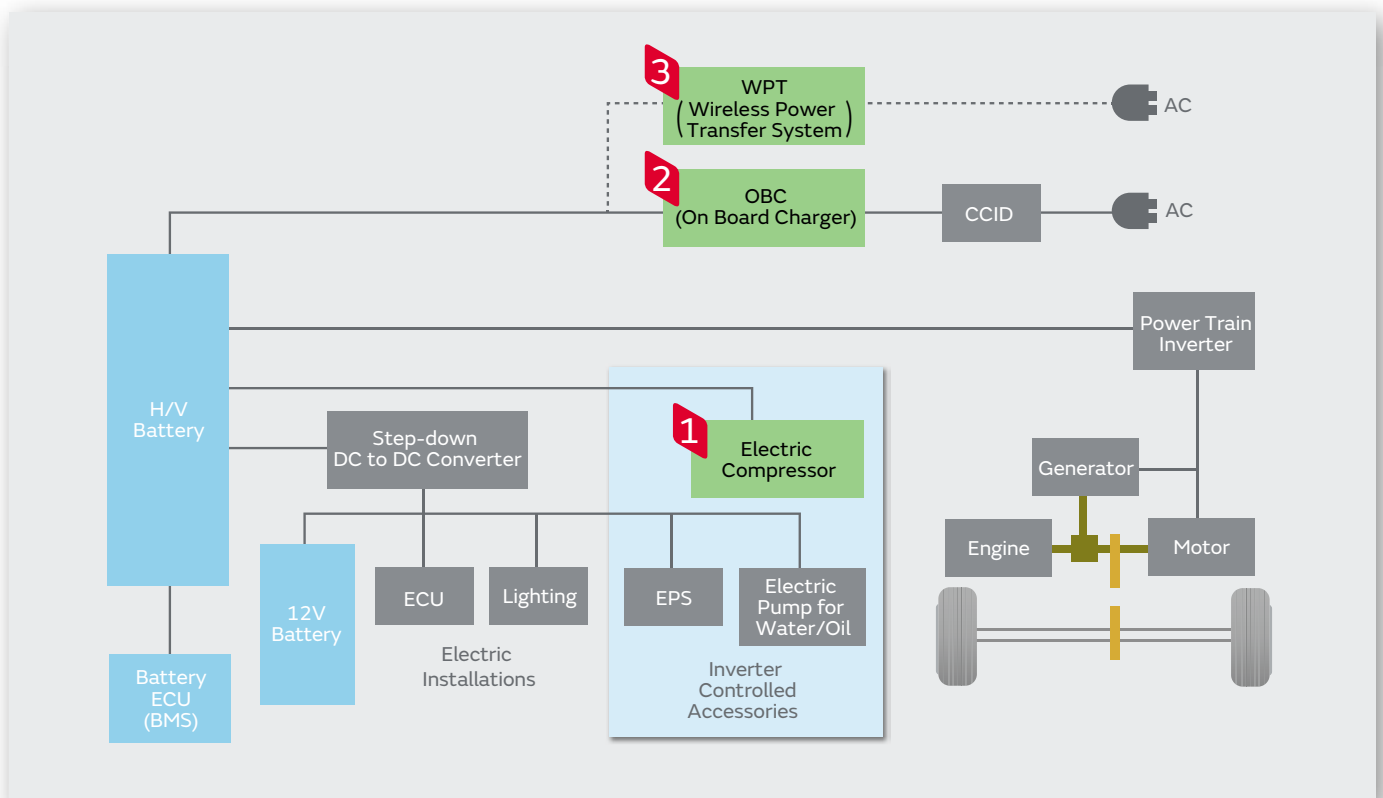 3
WPT
(Wireless Power
Transfer System)
AC
2
OBC
(On Board Charger)
CCID
AC
Power Train
Inverter
H/V
Battery
Step-down
DC to DC Converter
1
Electric
Compressor
Generator
Engine
Motor
12V
Battery
ECU
Lighting
EPS
Electric
Pump for
Water/Oil
Electric
Installations
Inverter
Controlled
Accessories
Battery
ECU
(BMS)